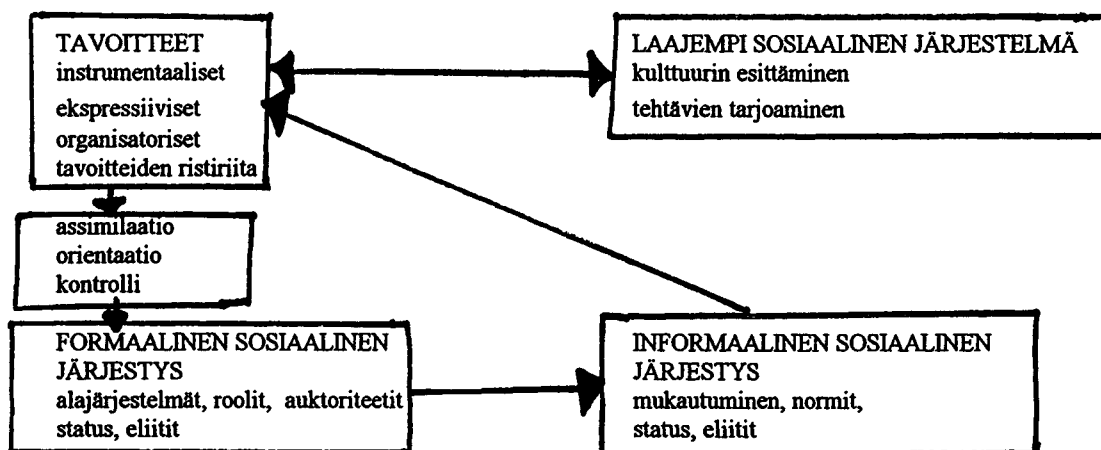 TAVOITTEET
instrumentaaliset
ekspressiiviset
organisatoriset
tavoitteiden ristiriita
LAAJEMPI SOSIAALINEN JÄRJESTELMÄ
kulttuurin esittäminen
tehtävien tarjoaminen
assimilaatio
orientaatio
kontrolli
FORMAALINEN SOSIAALINEN
JÄRJESTYS
alajärjestelmät, roolit, auktoriteetit
status, eliitit
INFORMAALINEN SOSIAALINEN
JÄRJESTYS
mukautuminen, normit,
status, eliitit